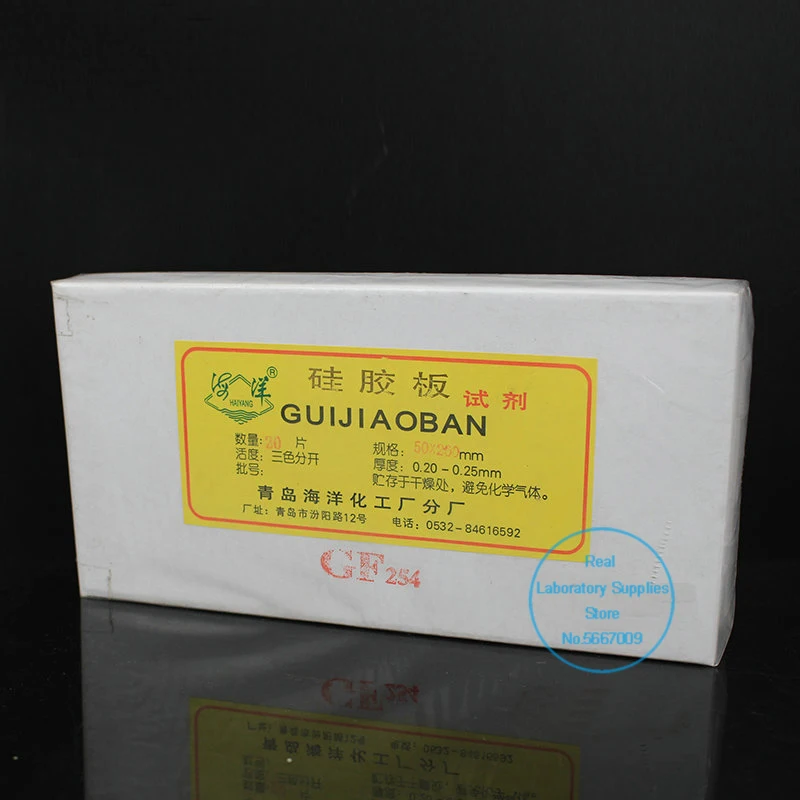 海洋®
HAIYANG
硅胶板 试剂
GUIJIAOBAN
数量: 20 片
规格: 50×200mm
活度: 三色分开
厚度: 0.20-0.25mm
批号:
贮存于干燥处，避免化学气体。
青岛海洋化工厂分厂
厂址: 青岛市汾阳路12号 电话: 0532-84616592
GF254
Real
Laboratory Supplies
Store
No.5667009